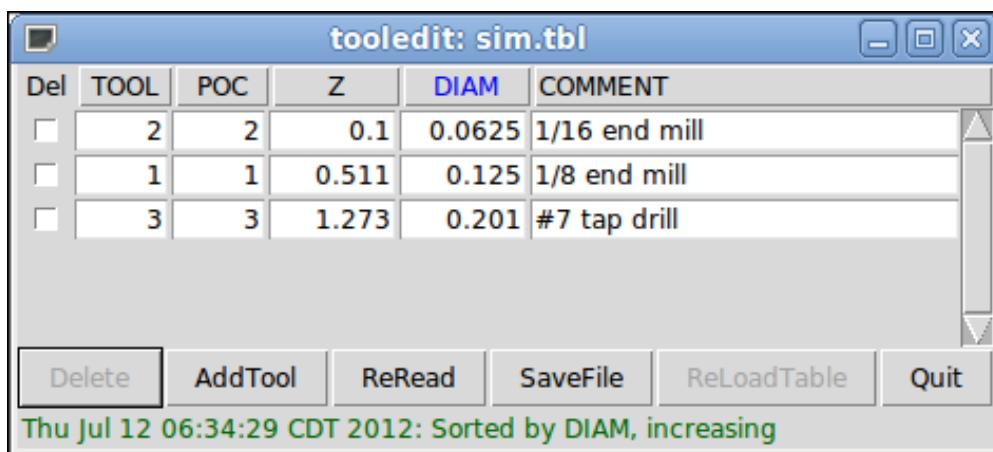 tooledit: sim.tbl
Del TOOL POC Z DIAM COMMENT
2 2 0.1 0.0625 1/16 end mill
1 1 0.511 0.125 1/8 end mill
3 3 1.273 0.201 #7 tap drill
Delete AddTool ReRead SaveFile ReLoadTable Quit
Thu Jul 12 06:34:29 CDT 2012: Sorted by DIAM, increasing